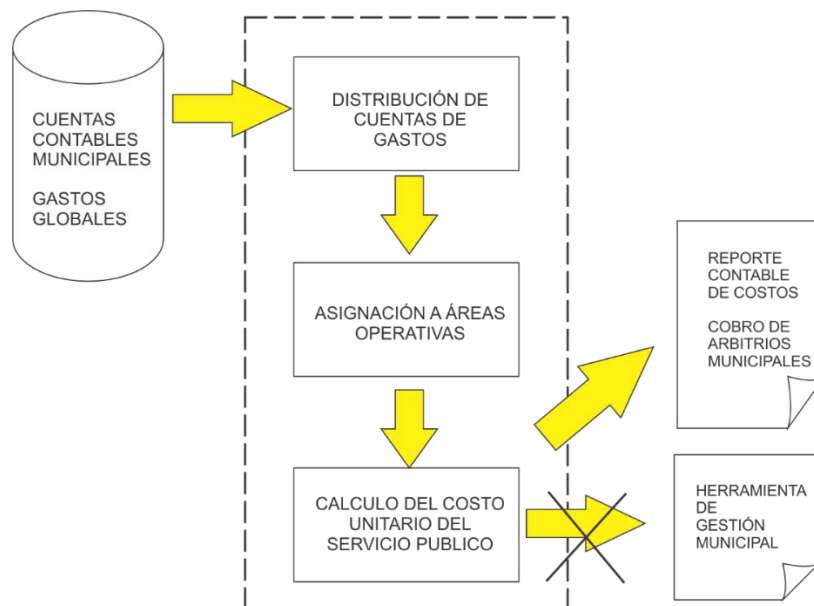 CUENTAS
CONTABLES
MUNICIPALES
GASTOS
GLOBALES
DISTRIBUCIÓN DE
CUENTAS DE
GASTOS
ASIGNACIÓN A ÁREAS
OPERATIVAS
CALCULO DEL COSTO
UNITARIO DEL
SERVICIO PUBLICO
REPORTE
CONTABLE
DE COSTOS
COBRO DE
ARBITRIOS
MUNICIPALES
HERRAMIENTA
DE
GESTIÓN
MUNICIPAL